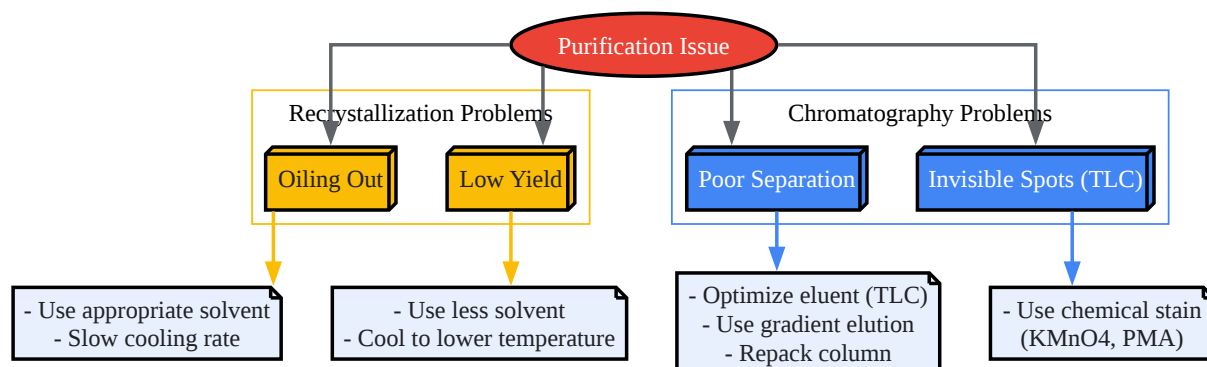 Purification Issue
Recrystallization Problems
Chromatography Problems
Oiling Out
Low Yield
Poor Separation
Invisible Spots (TLC)
- Use appropriate solvent
- Slow cooling rate
- Use less solvent
- Cool to lower temperature
- Optimize eluent (TLC)
- Use gradient elution
- Repack column
- Use chemical stain
(KMnO4, PMA)